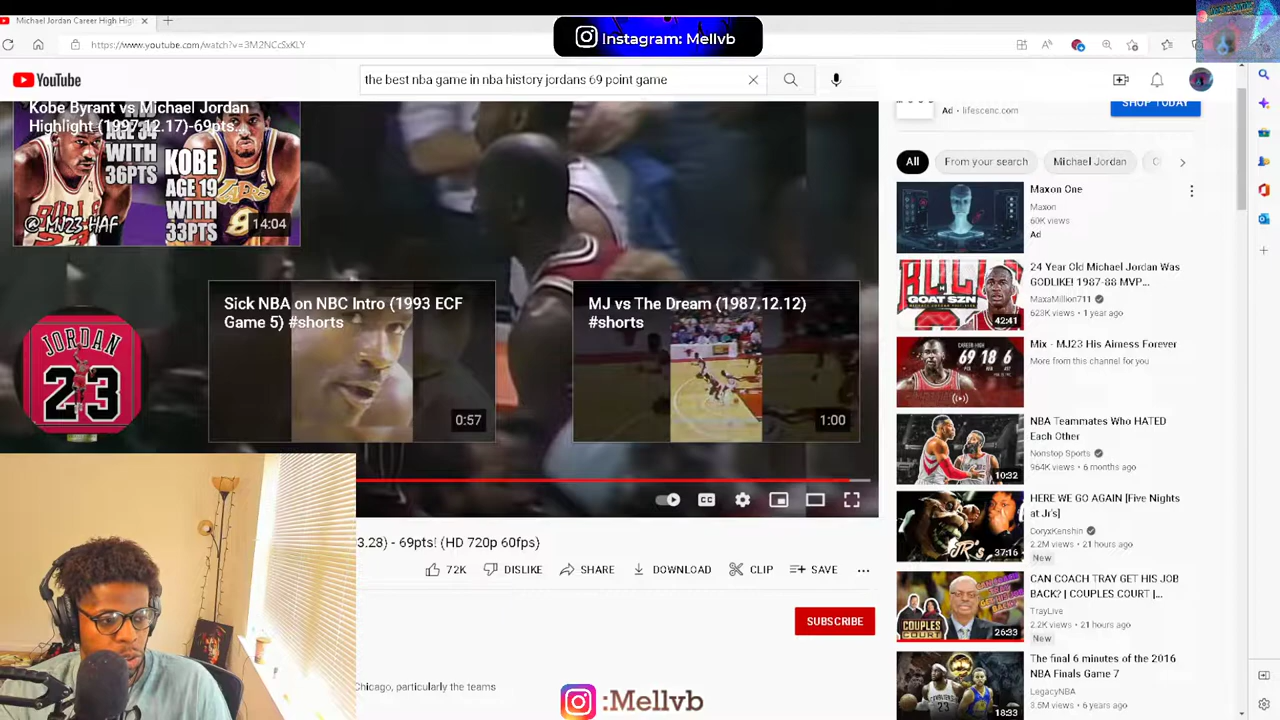 Michael Jordan Career High High
Instagram: Mellvb
https://www.youtube.com/watch?v=3M2NCcSxKLY
YouTube
the best nba game in nba history jordans 69 point game
Kobe Byrant vs Michael Jordan
Highlight (1997.12.17)-69pts...
WITH
36PTS
KOBE
AGE 19
WITH
33PTS
@MN23-HAF
14:04
JORDAN
23
Sick NBA on NBC Intro (1993 ECF
Game 5) #shorts
0:57
MJ vs The Dream (1987.12.12)
#shorts
1:00
3.28) - 69pts! (HD 720p 60fps)
72K
DISLIKE
SHARE
DOWNLOAD
CLIP
SAVE
SUBSCRIBE
Chicago, particularly the teams
:Mellvb
Ad • lifescenc.com
SHOP TODAY
All
From your search
Michael Jordan
Maxon One
Maxon
60K views
Ad
GOAT SZN
42:41
24 Year Old Michael Jordan Was
GODLIKE! 1987-88 MVP...
MaxaMillion711
623K views • 1 year ago
CAREER HIGH
69 18 6
Mix - MJ23 His Airness Forever
More from this channel for you
10:32
NBA Teammates Who HATED
Each Other
Nonstop Sports
964K views • 6 months ago
37:16
HERE WE GO AGAIN [Five Nights
at Jr's]
CoryxKenshin
2.2M views • 21 hours ago
New
COUPLES
COURT
26:33
CAN COACH TRAY GET HIS JOB
BACK? | COUPLES COURT |...
TrayLive
2.2K views • 21 hours ago
New
18:33
The final 6 minutes of the 2016
NBA Finals Game 7
LegacyNBA
3.5M views • 6 years ago